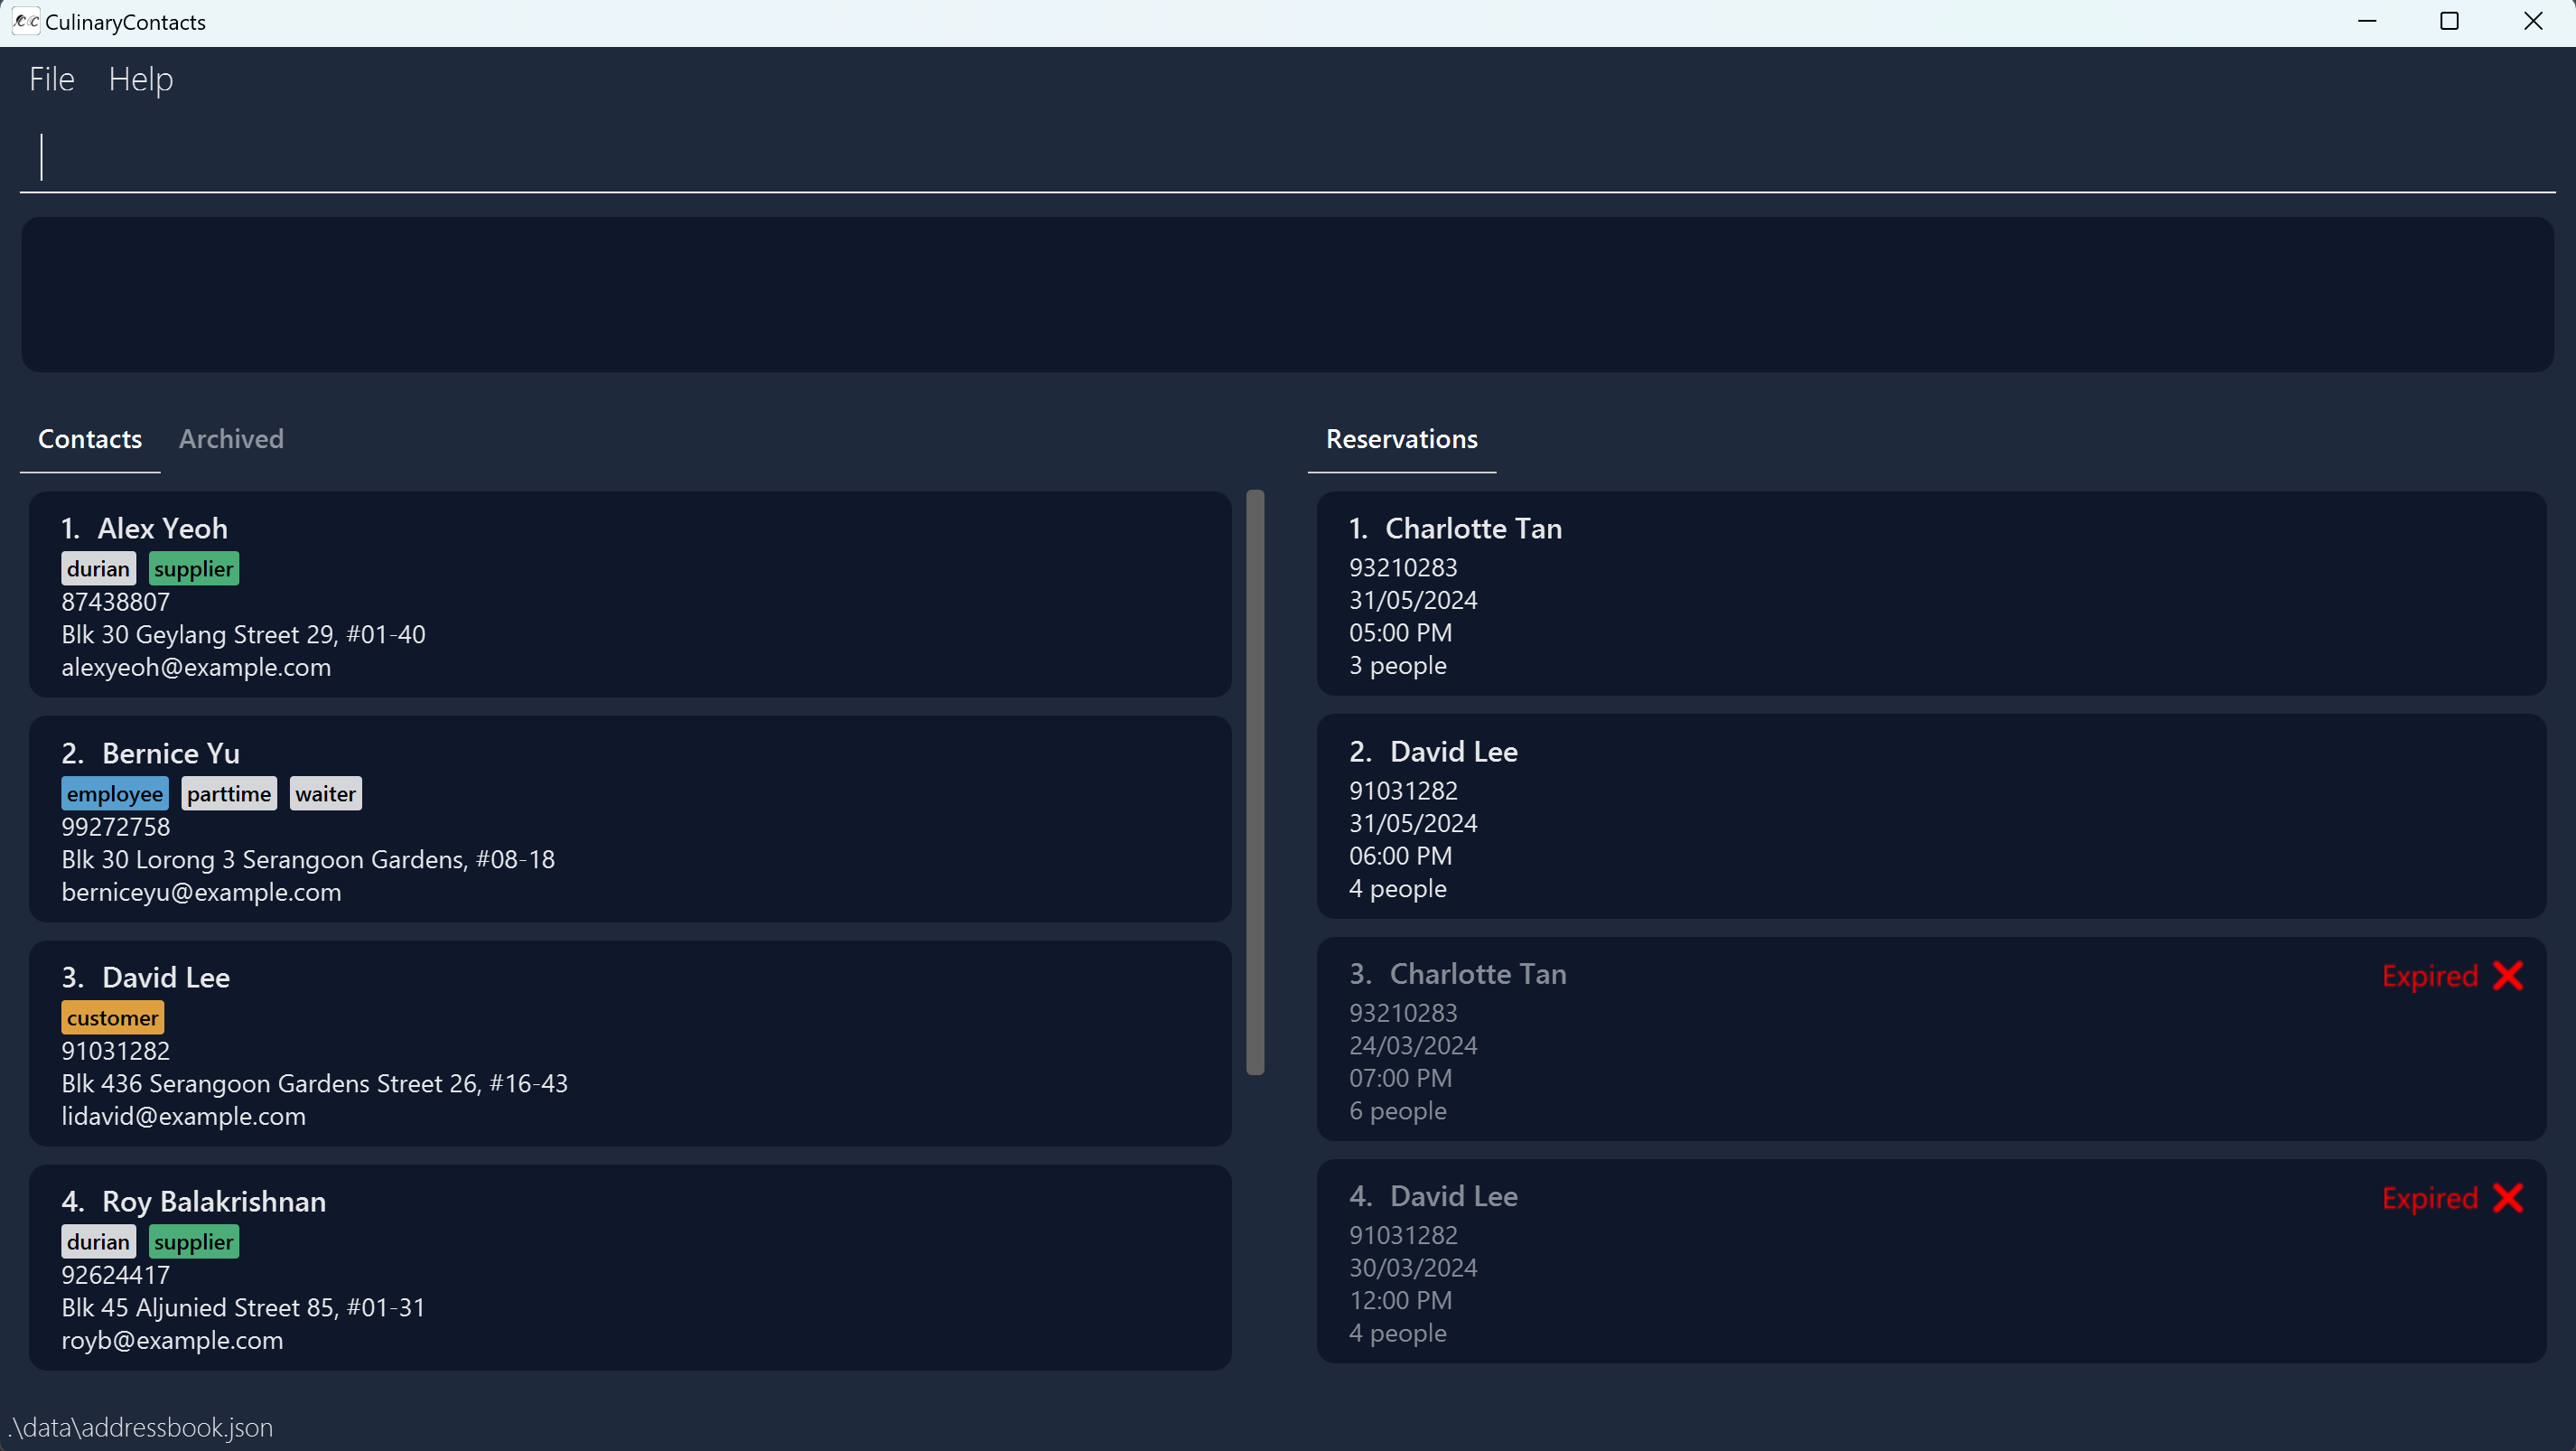 CulinaryContacts
File Help
Contacts Archived
1. Alex Yeoh
durian supplier
87438807
Blk 30 Geylang Street 29, #01-40
alexyeoh@example.com
2. Bernice Yu
employee parttime waiter
99272758
Blk 30 Lorong 3 Serangoon Gardens, #08-18
berniceyu@example.com
3. David Lee
customer
91031282
Blk 436 Serangoon Gardens Street 26, #16-43
lidavid@example.com
4. Roy Balakrishnan
durian supplier
92624417
Blk 45 Aljunied Street 85, #01-31
royb@example.com
Reservations
1. Charlotte Tan
93210283
31/05/2024
05:00 PM
3 people
2. David Lee
91031282
31/05/2024
06:00 PM
4 people
3. Charlotte Tan
Expired
93210283
24/03/2024
07:00 PM
6 people
4. David Lee
Expired
91031282
30/03/2024
12:00 PM
4 people
.\data\addressbook.json